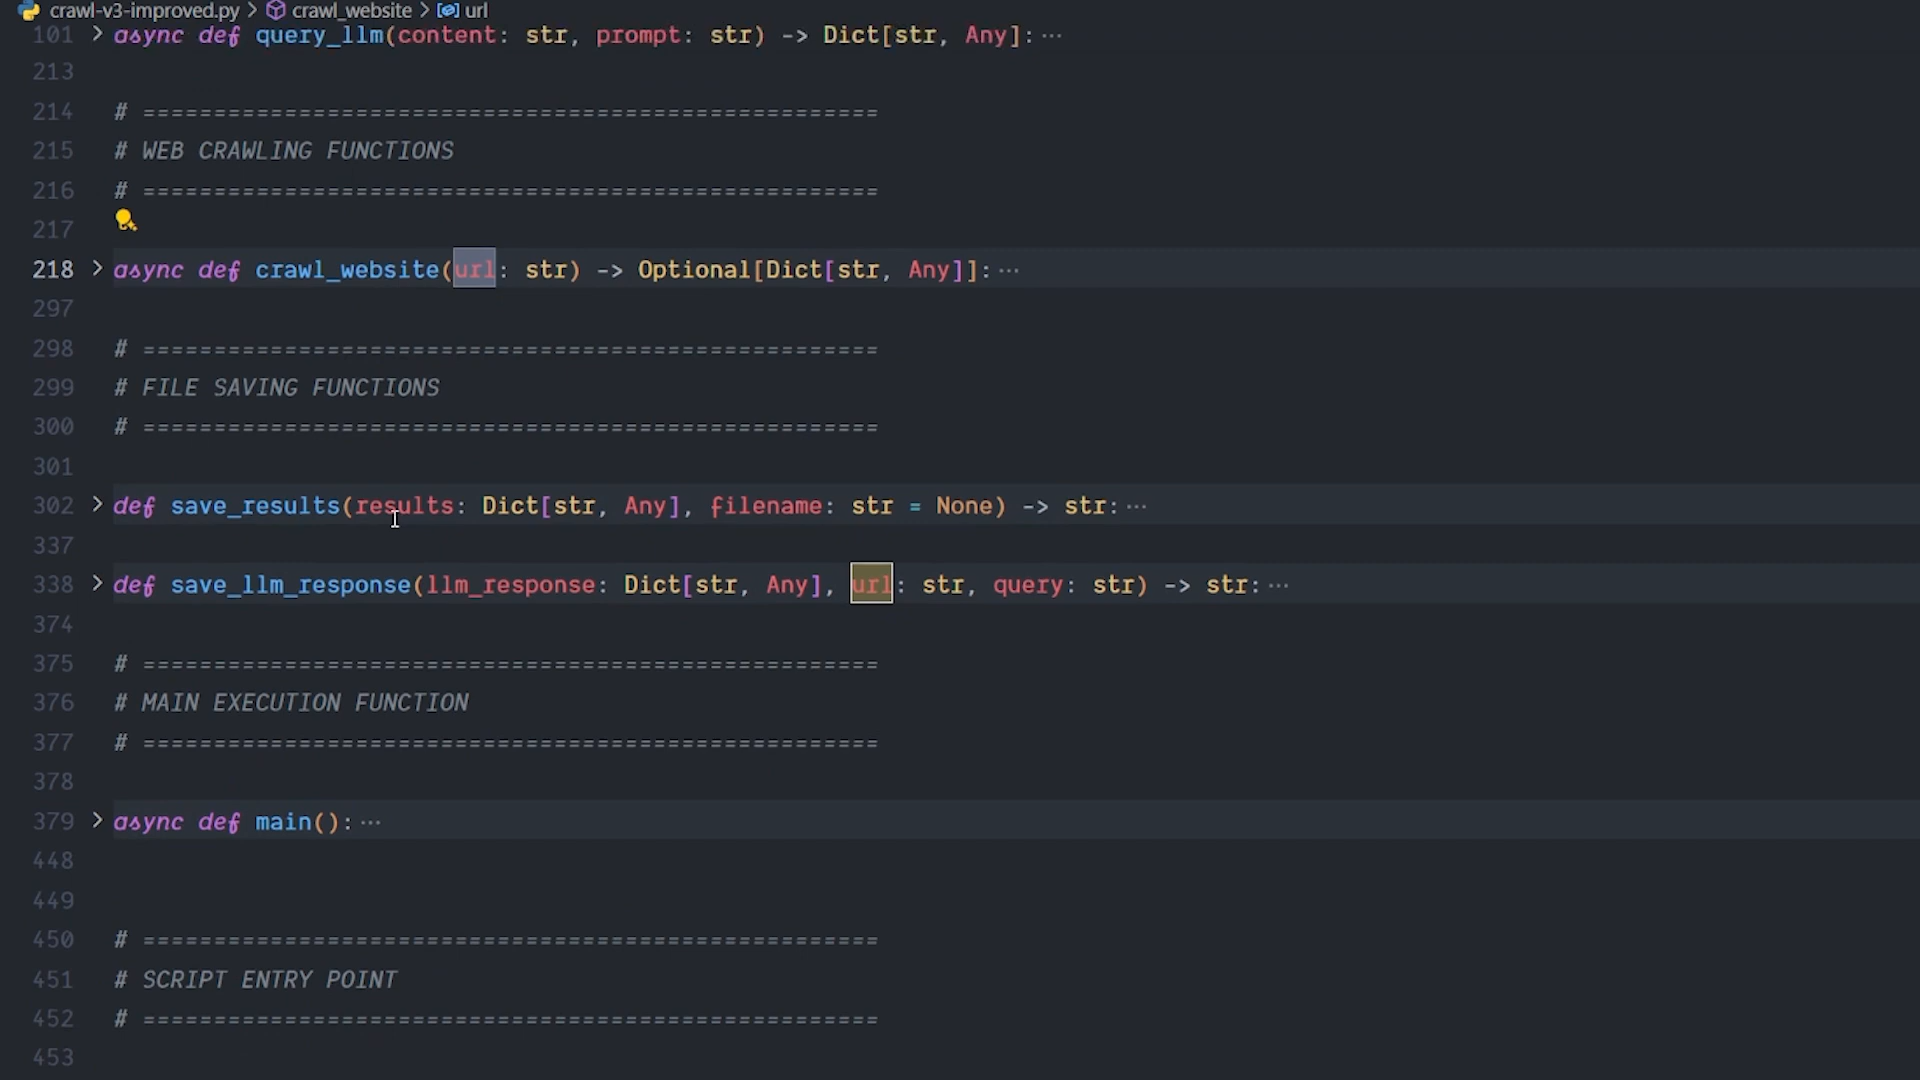 crawl-v3-improved.py > crawl_website > url
101 > async def query_llm(content: str, prompt: str) -> Dict[str, Any]:···
213
214 # ====================================================
215 # WEB CRAWLING FUNCTIONS
216 # ====================================================
217
218 > async def crawl_website(url: str) -> Optional[Dict[str, Any]]:···
297
298 # ====================================================
299 # FILE SAVING FUNCTIONS
300 # ====================================================
301
302 > def save_results(results: Dict[str, Any], filename: str = None) -> str:···
337
338 > def save_llm_response(llm_response: Dict[str, Any], url: str, query: str) -> str:···
374
375 # ====================================================
376 # MAIN EXECUTION FUNCTION
377 # ====================================================
378
379 > async def main():···
448
449
450 # ====================================================
451 # SCRIPT ENTRY POINT
452 # ====================================================
453